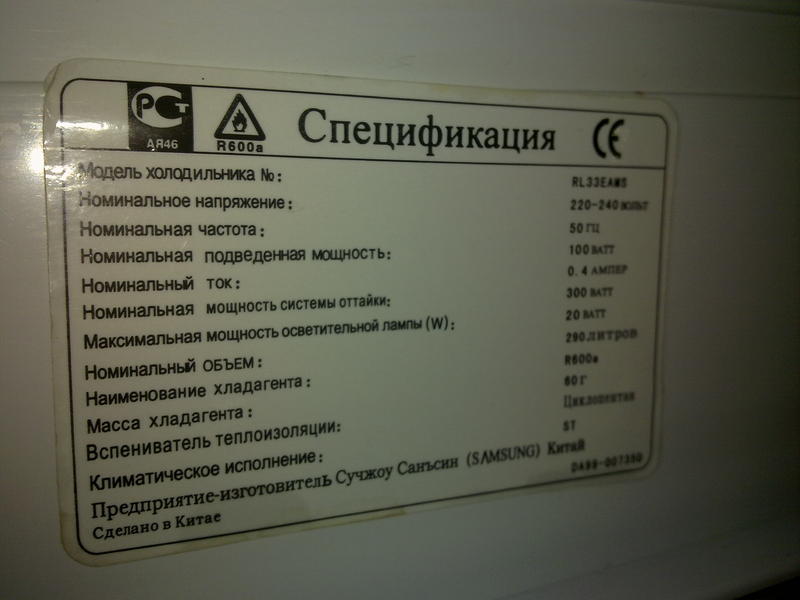 РСТ
АЯ46
R600a
Спецификация
CE
Модель холодильника №: RL33EAMS
Номинальное напряжение: 220-240 вольт
Номинальная частота: 50 ГЦ
Номинальная подведенная мощность: 100 ВАТТ
Номинальный ток: 0.4 АМПЕР
Номинальная мощность системы оттайки: 300 ВАТТ
Максимальная мощность осветительной лампы (W): 20 ВАТТ
Номинальный ОБЪЕМ: 290 литров
Наименование хладагента: R600a
Масса хладагента: 60 Г
Вспениватель теплоизоляции: Циклопентан
Климатическое исполнение: ST
Предприятие-изготовитель Сучжоу Санъсин (SAMSUNG) Китай
Сделано в Китае